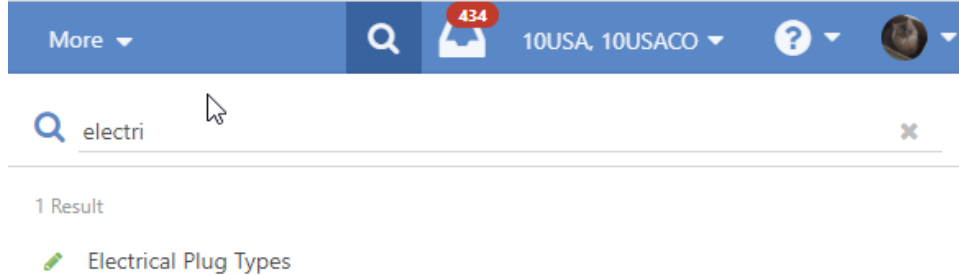 More 434 10USA, 10USACO ?
electri
1 Result
Electrical Plug Types